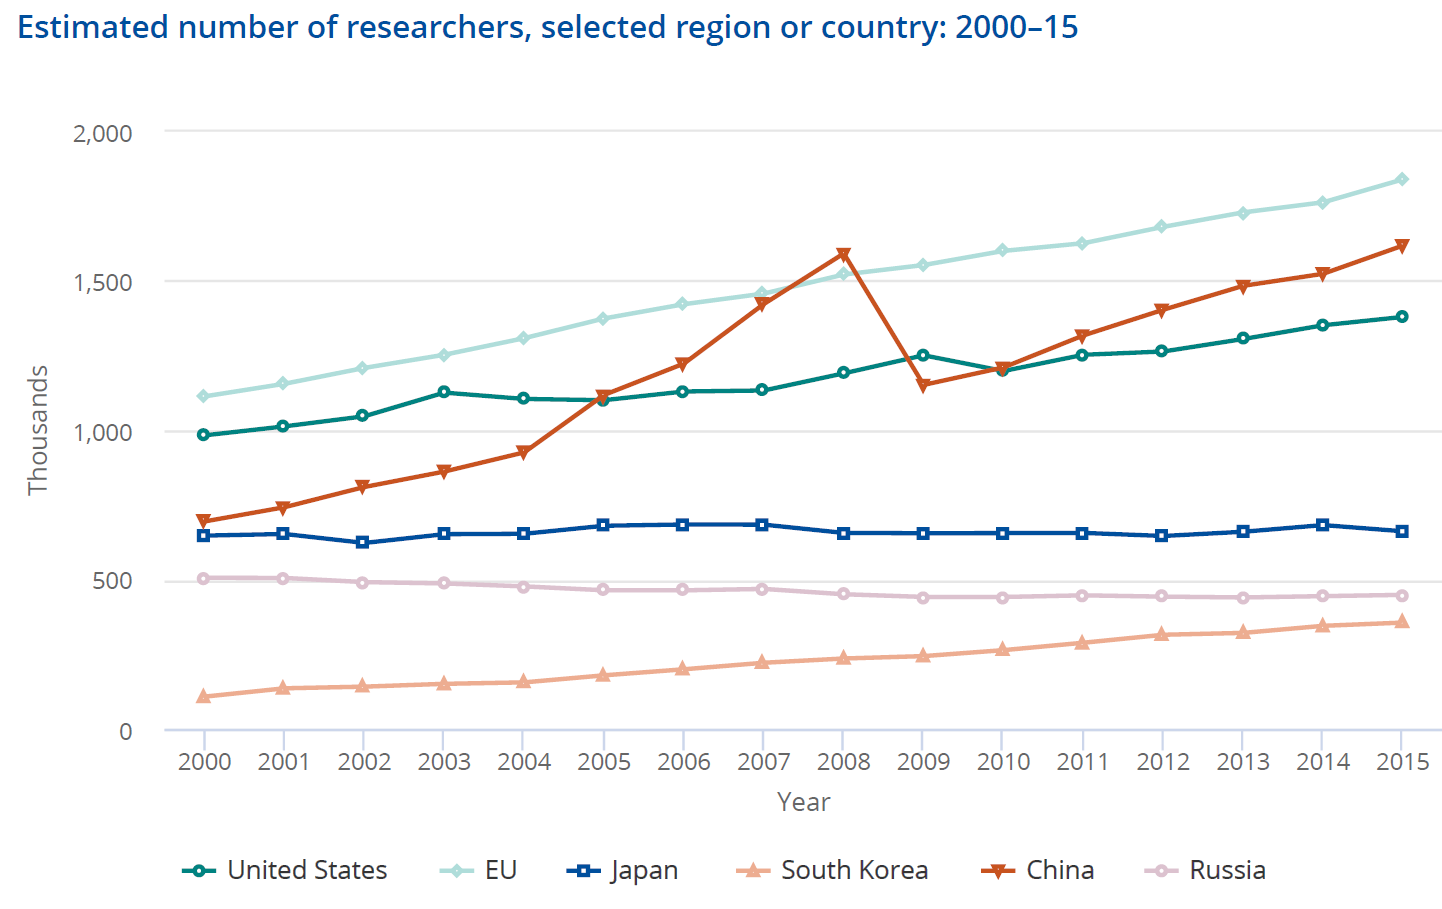 Estimated number of researchers, selected region or country: 2000–15
2,000
1,500
1,000
500
0
Thousands
2000 2001 2002 2003 2004 2005 2006 2007 2008 2009 2010 2011 2012 2013 2014 2015
Year
United States EU Japan South Korea China Russia